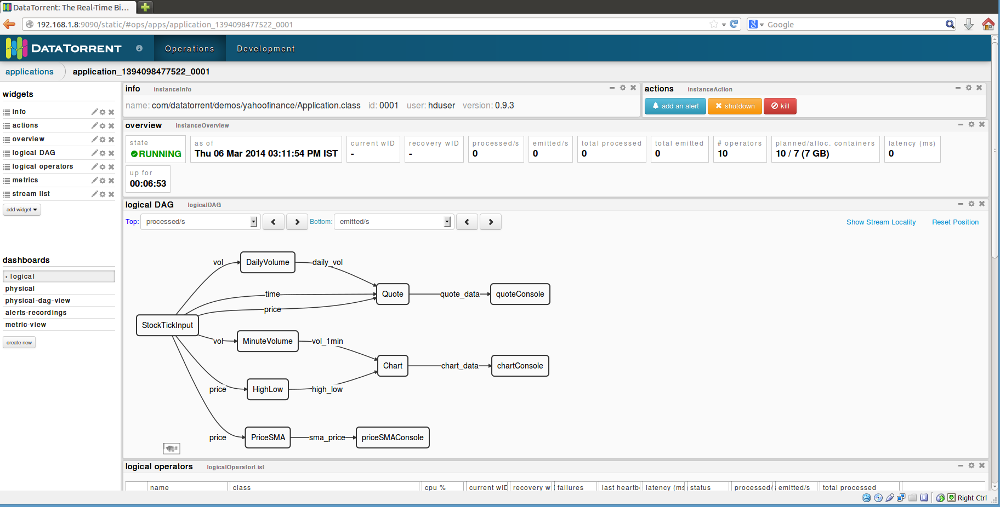 DataTorrent: The Real-Time Bi...
192.168.1.8:9090/static/#ops/apps/application_1394098477522_0001
Google
DATATORRENT Operations Development
applications application_1394098477522_0001
widgets
info
actions
overview
logical DAG
logical operators
metrics
stream list
add widget
dashboards
logical
physical
physical-dag-view
alerts-recordings
metric-view
create new
info instanceInfo
name: com/datatorrent/demos/yahoofinance/Application.class id: 0001 user: hduser version: 0.9.3
actions instanceAction
add an alert shutdown kill
overview instanceOverview
state
RUNNING
as of
Thu 06 Mar 2014 03:11:54 PM IST
current wID
-
recovery wID
-
processed/s
0
emitted/s
0
total processed
0
total emitted
0
# operators
10
planned/alloc. containers
10 / 7 (7 GB)
latency (ms)
0
up for
00:06:53
logical DAG logicalDAG
Top: processed/s Bottom: emitted/s Show Stream Locality Reset Position
vol DailyVolume daily_vol
time Quote quote_data quoteConsole
price
StockTickInput
vol MinuteVolume vol_1min
Chart chart_data chartConsole
price HighLow high_low
price PriceSMA sma_price priceSMAConsole
logical operators logicalOperatorList
name class cpu % current wID recovery w failures last heartb latency (ms status processed/ emitted/s total processed
Right Ctrl